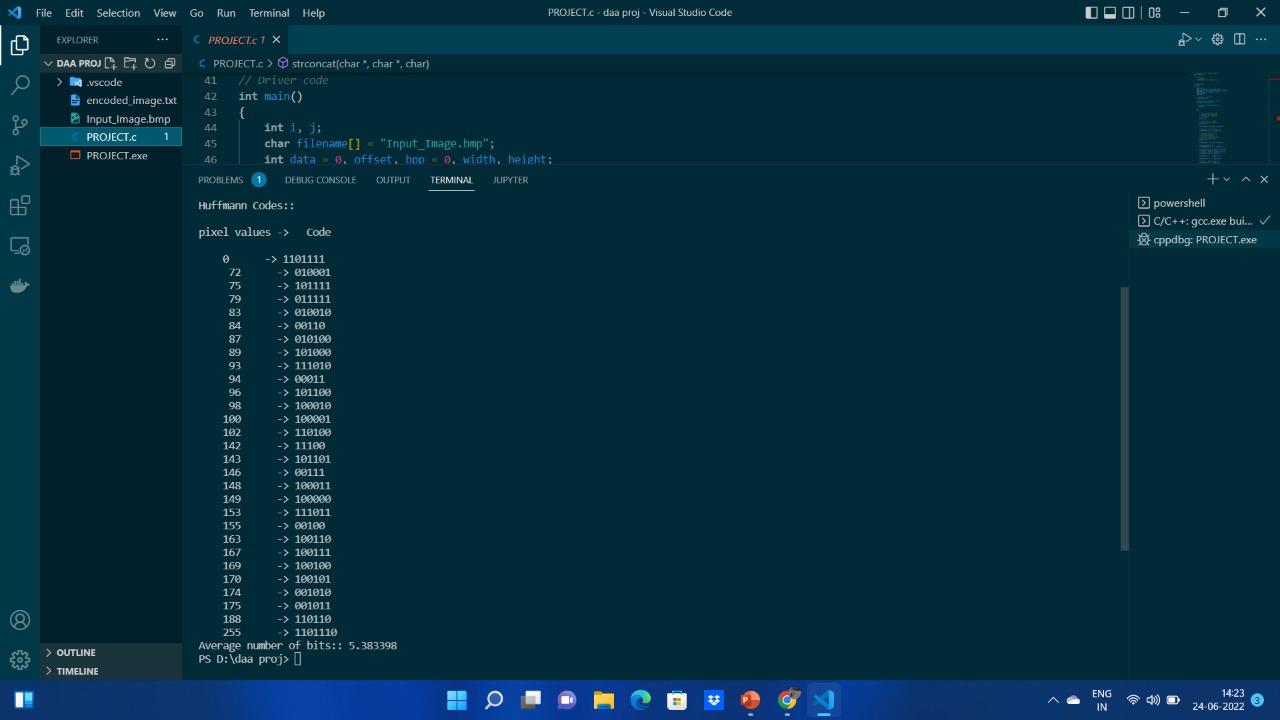 File Edit Selection View Go Run Terminal Help PROJECT.c - daa proj - Visual Studio Code
EXPLORER
PROJECT.c 1
DAA PROJ
.vscode
encoded_image.txt
Input_Image.bmp
PROJECT.c 1
PROJECT.exe
OUTLINE
TIMELINE
PROJECT.c > strconcat(char *, char *, char)
41 // Driver code
42 int main()
43 {
44 int i, j;
45 char filename[] = "Input_Image.bmp";
46 int data = 0, offset, bpp = 0, width, height;
PROBLEMS 1 DEBUG CONSOLE OUTPUT TERMINAL JUPYTER
Huffmann Codes::
pixel values -> Code
0 -> 1101111
72 -> 010001
75 -> 101111
79 -> 011111
83 -> 010010
84 -> 00110
87 -> 010100
89 -> 101000
93 -> 111010
94 -> 00011
96 -> 101100
98 -> 100010
100 -> 100001
102 -> 110100
142 -> 11100
143 -> 101101
146 -> 00111
148 -> 100011
149 -> 100000
153 -> 111011
155 -> 00100
163 -> 100110
167 -> 100111
169 -> 100100
170 -> 100101
174 -> 001010
175 -> 001011
188 -> 110110
255 -> 1101110
Average number of bits:: 5.383398
PS D:\daa proj>
powershell
C/C++: gcc.exe bui...
cppdbg: PROJECT.exe
ENG
IN
14:23
24-06-2022
3